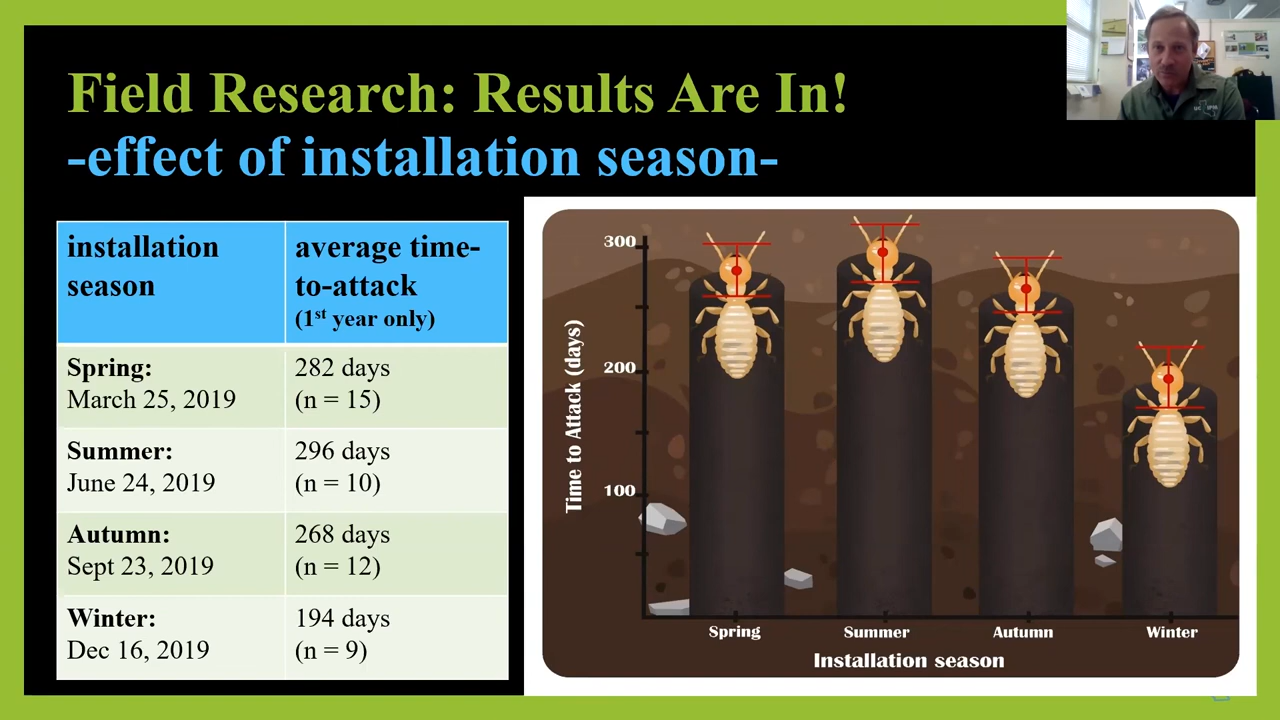 Field Research: Results Are In!
-effect of installation season-
installation
season
average time-
to-attack
(1st year only)
Spring:
March 25, 2019
282 days
(n = 15)
Summer:
June 24, 2019
296 days
(n = 10)
Autumn:
Sept 23, 2019
268 days
(n = 12)
Winter:
Dec 16, 2019
194 days
(n = 9)
Time to Attack (days)
300
200
100
Spring
Summer
Autumn
Winter
Installation season